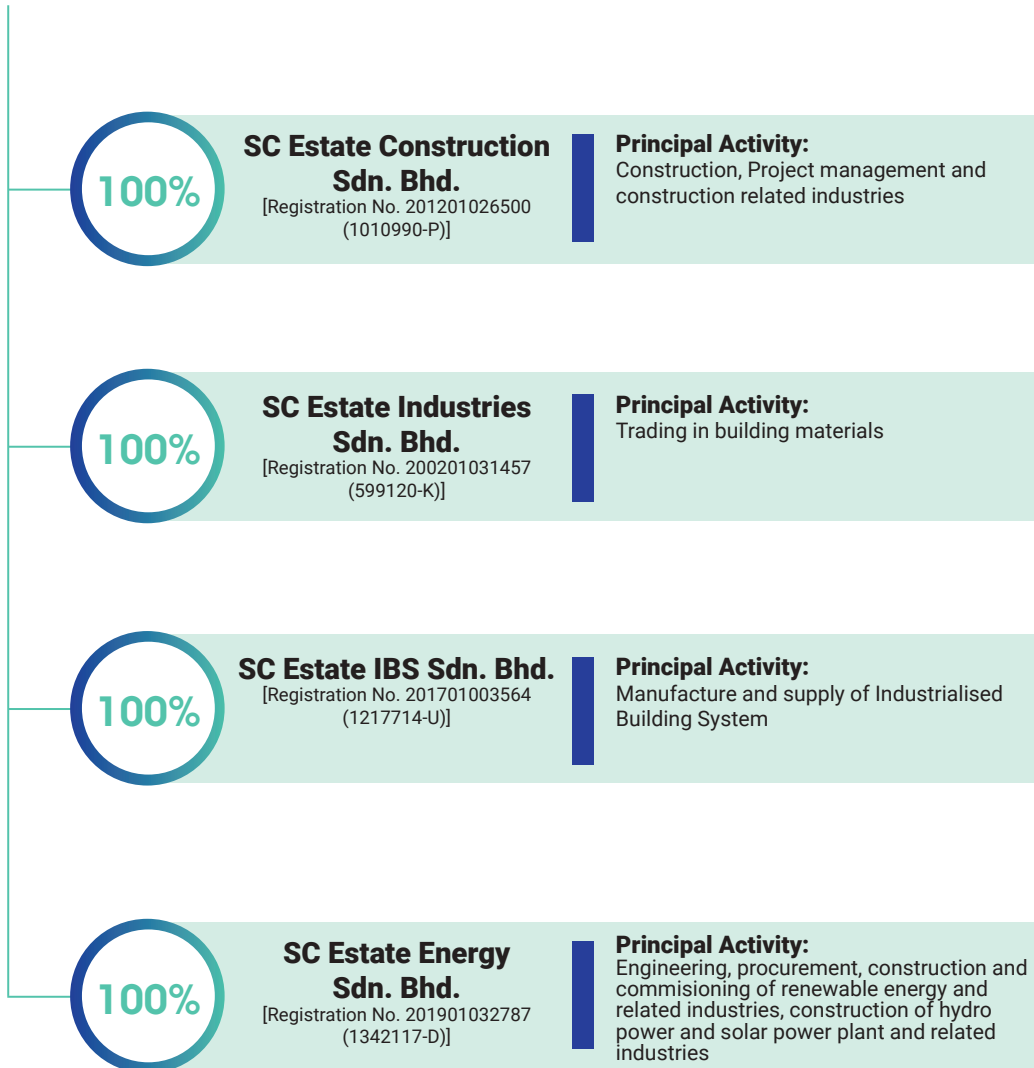 100%
SC Estate Construction
Sdn. Bhd.
[Registration No. 201201026500
(1010990-P)]
Principal Activity:
Construction, Project management and
construction related industries
100%
SC Estate Industries
Sdn. Bhd.
[Registration No. 200201031457
(599120-K)]
Principal Activity:
Trading in building materials
100%
SC Estate IBS Sdn. Bhd.
[Registration No. 201701003564
(1217714-U)]
Principal Activity:
Manufacture and supply of Industrialised
Building System
100%
SC Estate Energy
Sdn. Bhd.
[Registration No. 201901032787
(1342117-D)]
Principal Activity:
Engineering, procurement, construction and
commisioning of renewable energy and
related industries, construction of hydro
power and solar power plant and related
industries